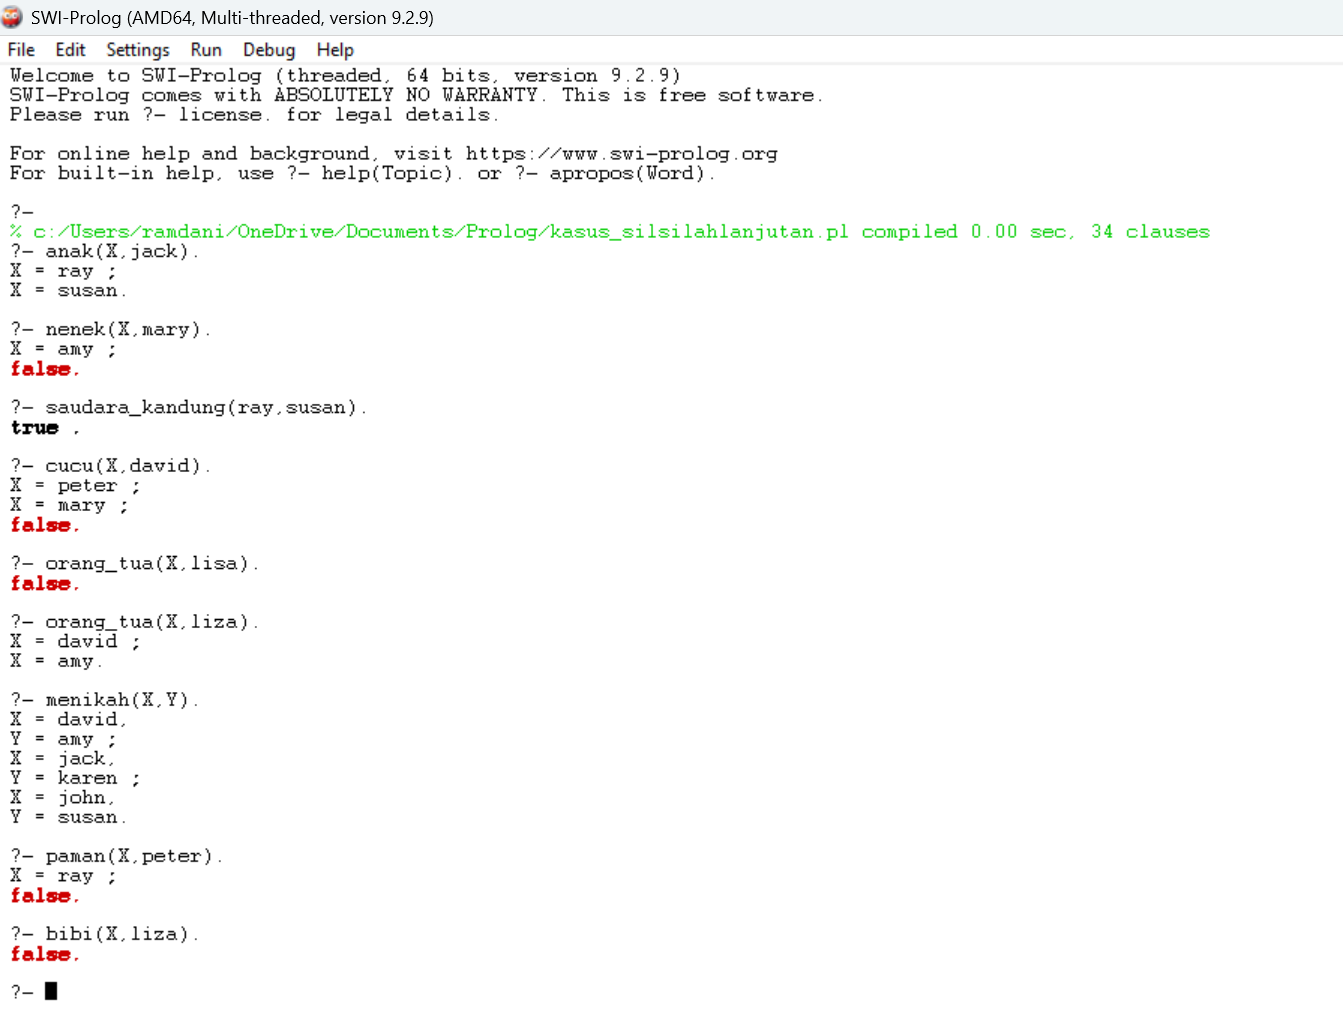 SWI-Prolog (AMD64, Multi-threaded, version 9.2.9)
File Edit Settings Run Debug Help
Welcome to SWI-Prolog (threaded, 64 bits, version 9.2.9)
SWI-Prolog comes with ABSOLUTELY NO WARRANTY. This is free software.
Please run ?- license. for legal details.
For online help and background, visit https://www.swi-prolog.org
For built-in help, use ?- help(Topic). or ?- apropos(Word).
?-
% c:/Users/ramdani/OneDrive/Documents/Prolog/kasus_silsilahlanjutan.pl compiled 0.00 sec, 34 clauses
?- anak(X,jack).
X = ray ;
X = susan.
?- nenek(X,mary).
X = amy ;
false.
?- saudara_kandung(ray,susan).
true .
?- cucu(X,david).
X = peter ;
X = mary ;
false.
?- orang_tua(X,lisa).
false.
?- orang_tua(X,liza).
X = david ;
X = amy.
?- menikah(X,Y).
X = david,
Y = amy ;
X = jack,
Y = karen ;
X = john,
Y = susan.
?- paman(X,peter).
X = ray ;
false.
?- bibi(X,liza).
false.
?-